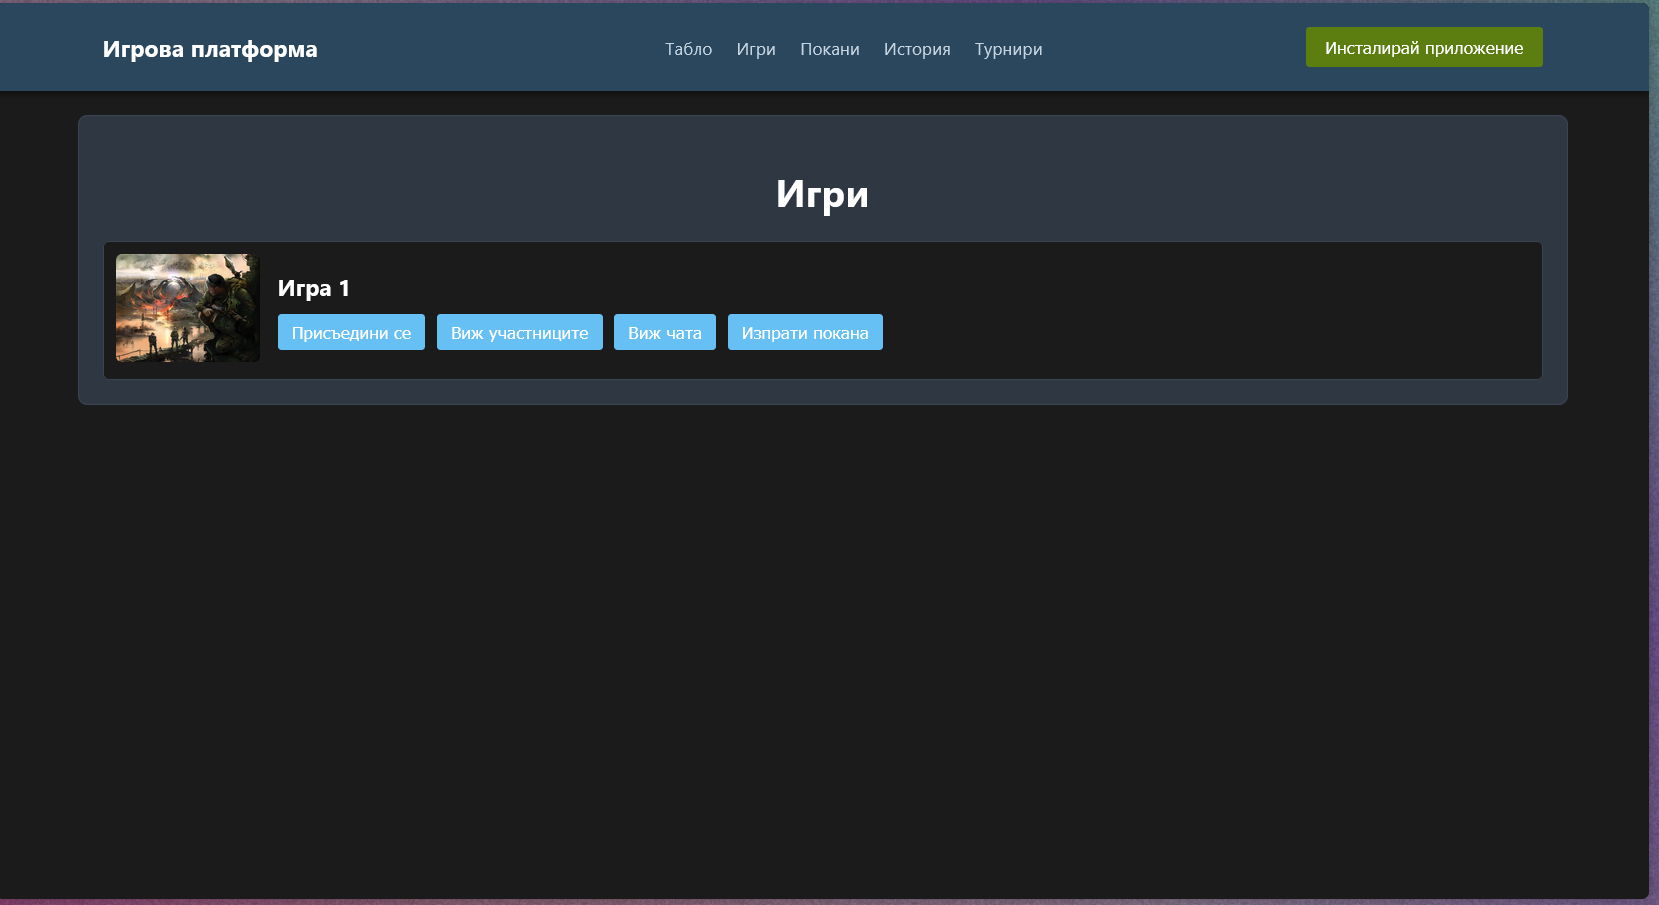 Игрова платформа
Табло Игри Покани История Турнири
Инсталирай приложение
Игри
Игра 1
Присъедини се Виж участниците Виж чата Изпрати покана